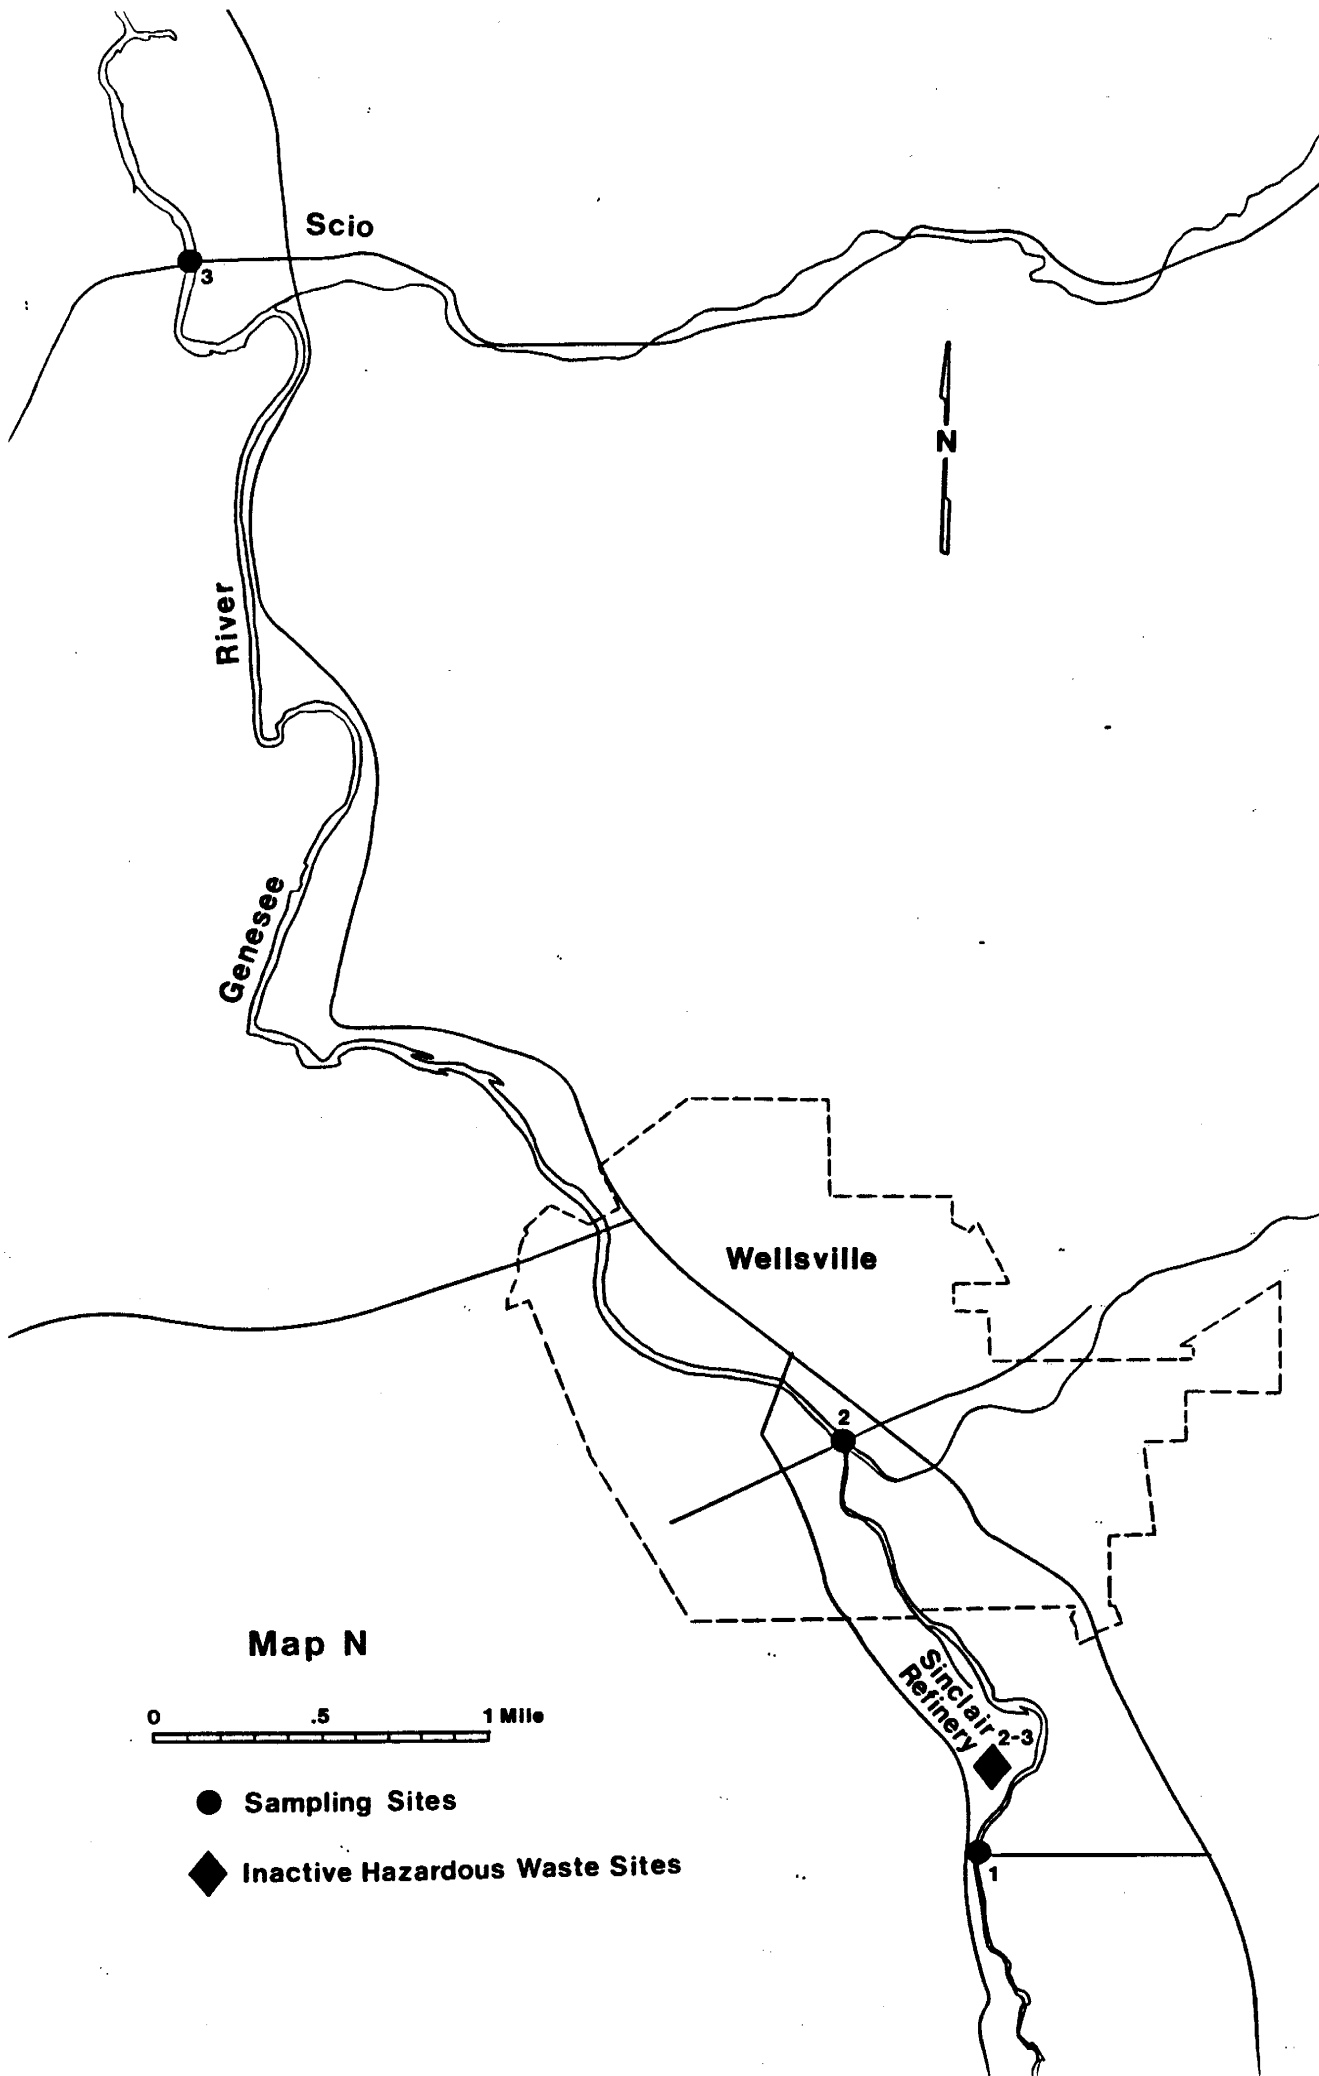 Scio
3
N
River
Genesee
Wellsville
2
Map N
Sinclair
Refinery
2-3
0 .5 1 Mile
Sampling Sites
Inactive Hazardous Waste Sites
1